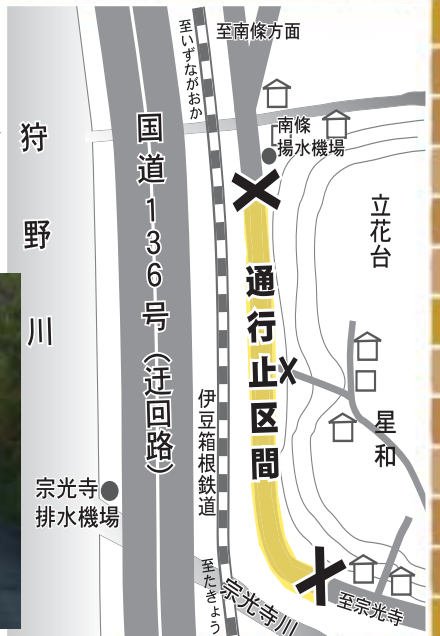 至いずながおか
至南條方面
南條
揚水機場
狩野川
国道136号（迂回路）
立花台
通行止区間
伊豆箱根鉄道
星和
宗光寺
排水機場
至たきょう
宗光寺川
至宗光寺